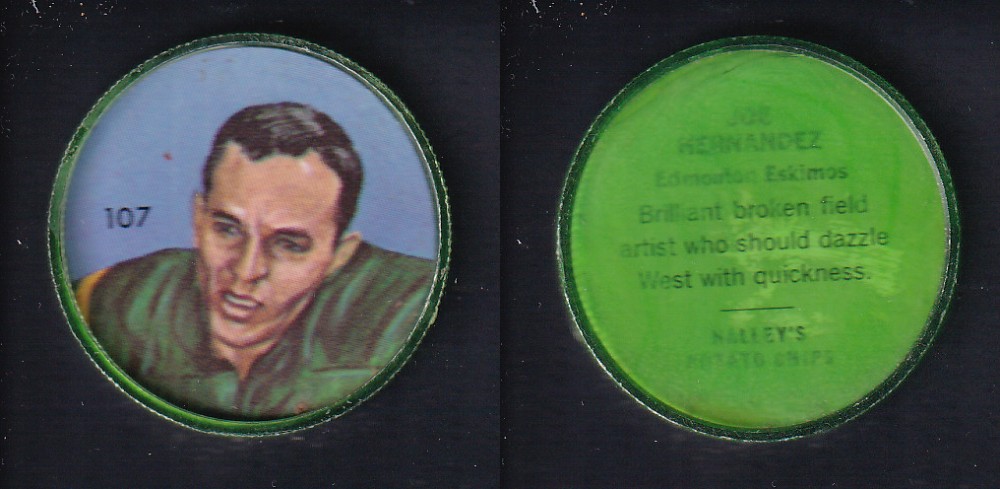 107
JOE
HERNANDEZ
Edmonton Eskimos
Brilliant broken field
artist who should dazzle
West with quickness.
NALLEY'S
POTATO CHIPS